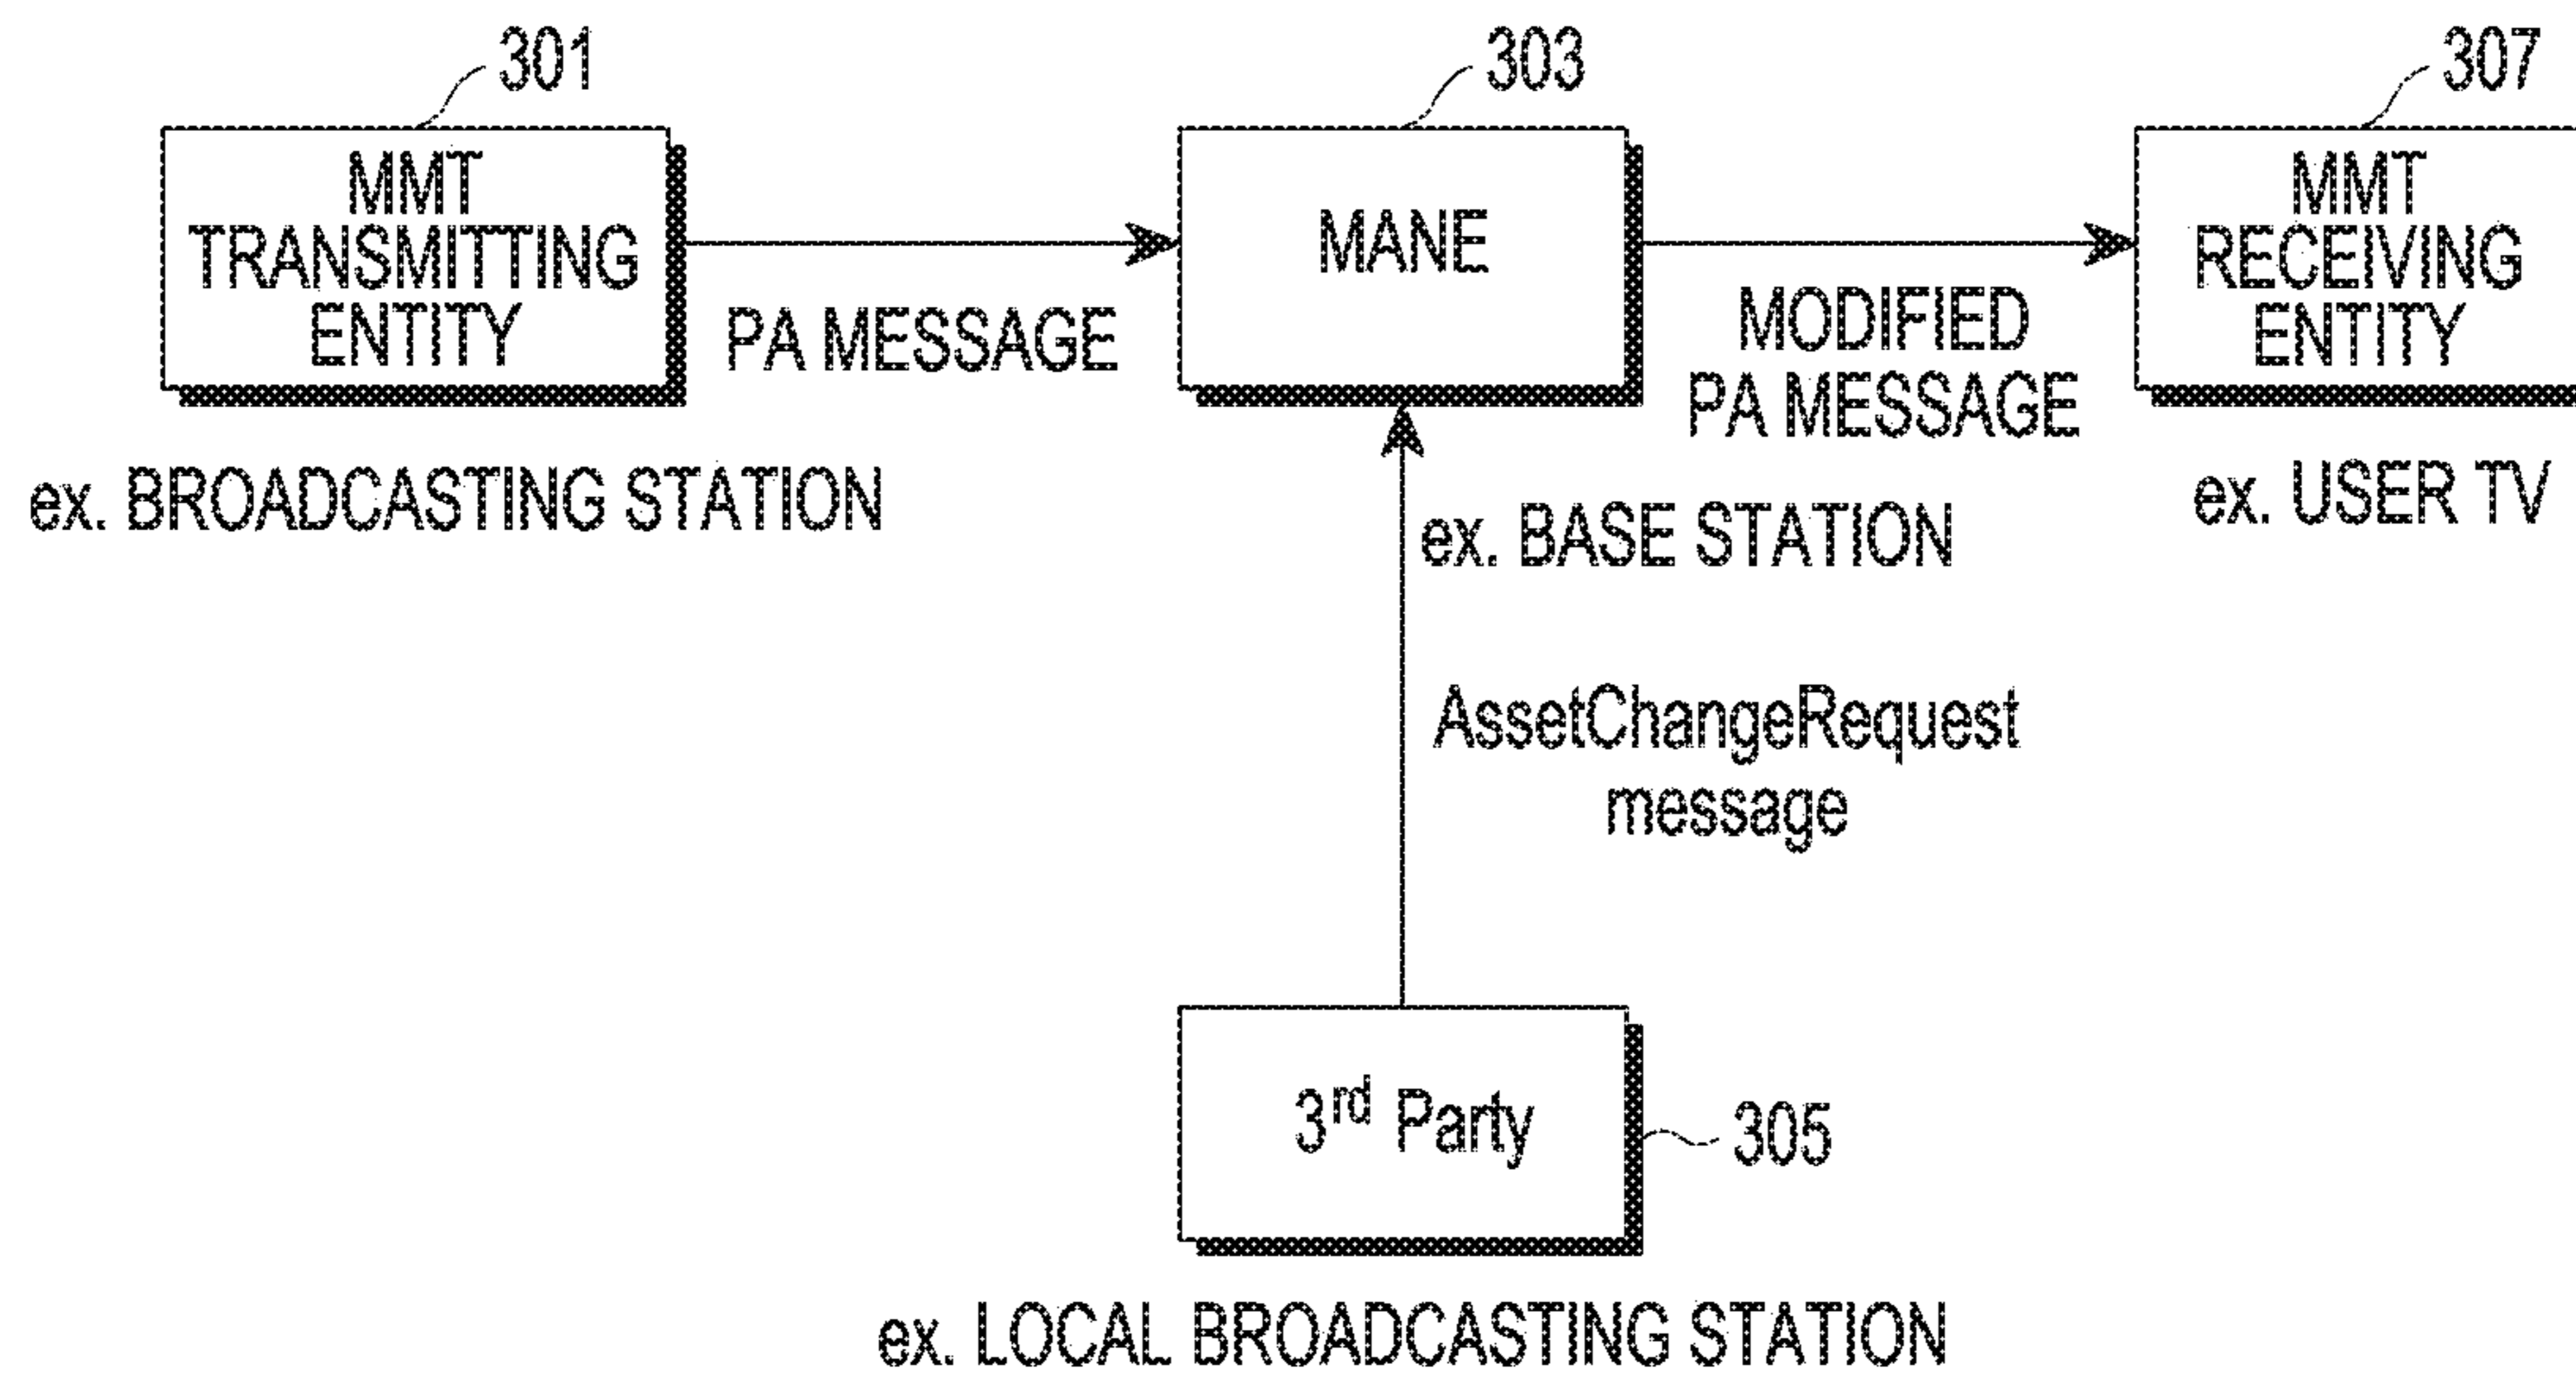 301
303
307
MMT
TRANSMITTING
ENTITY
MANE
MMT
RECEIVING
ENTITY
PA MESSAGE
MODIFIED
PA MESSAGE
ex. BROADCASTING STATION
ex. BASE STATION
ex. USER TV
AssetChangeRequest
message
3rd Party
305
ex. LOCAL BROADCASTING STATION